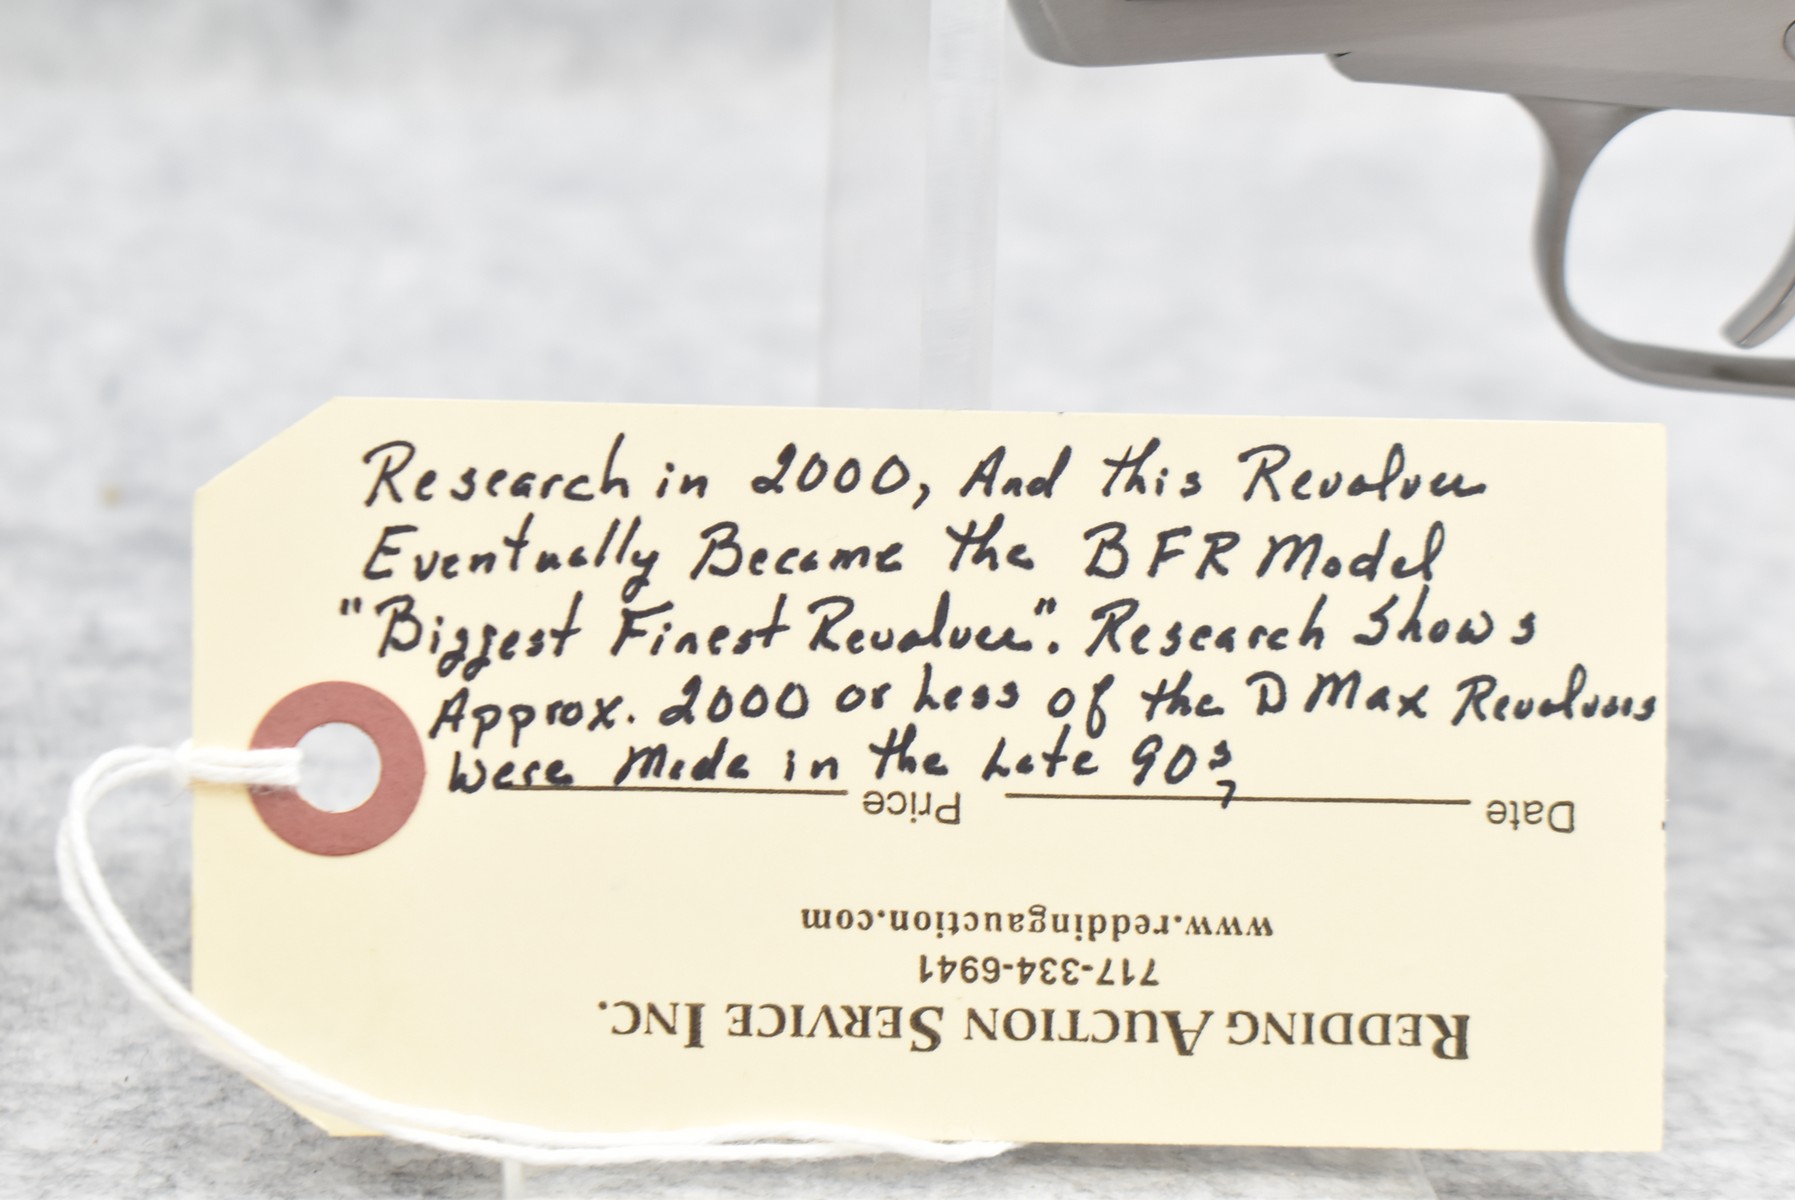 Research in 2000, And this Revolver
Eventually Became the BFR Model
"Biggest Finest Revolver". Research Shows
Approx. 2000 or Less of the D Max Revolvers
Were Made in the Late 90s,
Price Date
www.reddingauction.com
717-334-6941
REDDING AUCTION SERVICE INC.